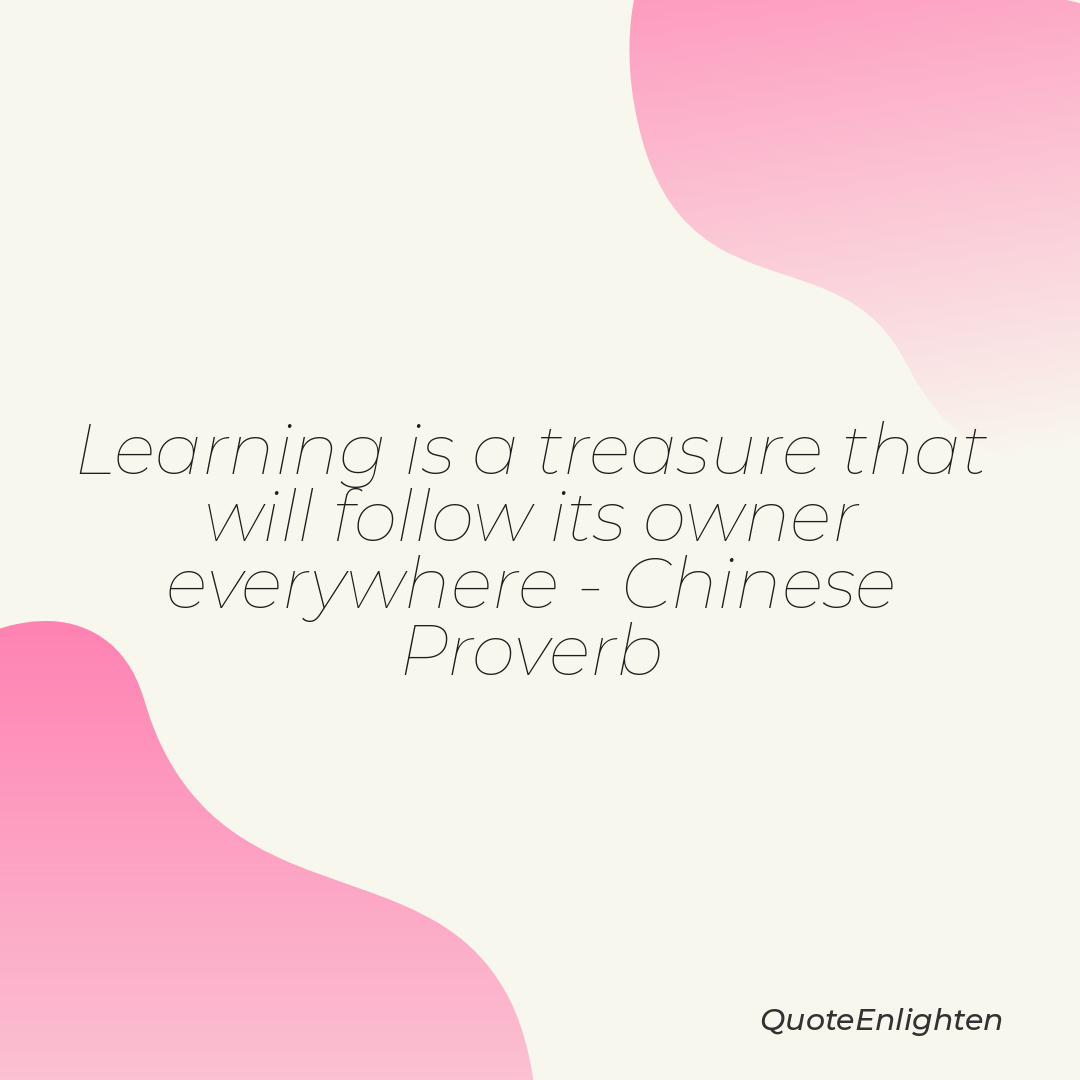 Learning is a treasure that
will follow its owner
everywhere - Chinese
Proverb
QuoteEnlighten